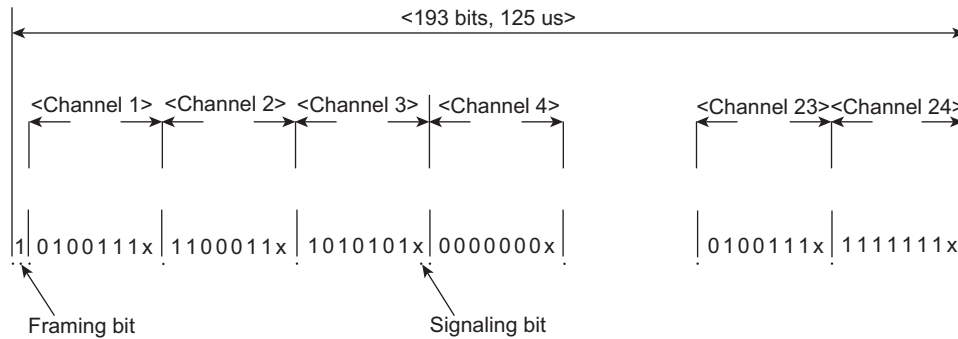 <193 bits, 125 us>
<Channel 1> <Channel 2> <Channel 3> <Channel 4> <Channel 23> <Channel 24>
1 0100111x 1100011x 1010101x 0000000x 0100111x 1111111x
Framing bit Signaling bit